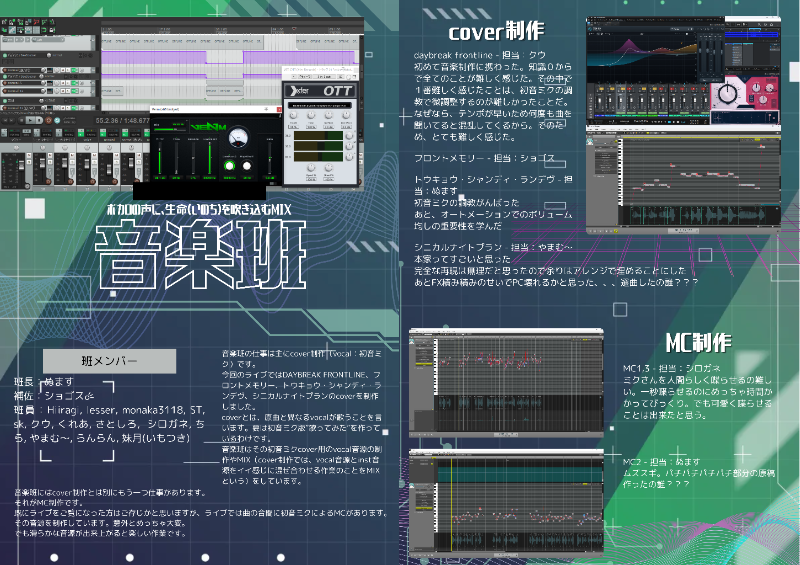 Xfer OTT
VENOM
55.2.36 / 1:48.677
ボカロの声に、生命(いのち)を吹き込むMIX
音楽班
班メンバー
班長：ぬます
補佐：ショゴス
班員：Hiiragi, lesser, monaka3118, ST,
sk, クウ, くれあ, さとしろ, シロガネ, ち
ら, やまむ〜, らんらん, 妹月(いもつき)
音楽班の仕事は主にcover制作（vocal：初音ミ
ク）です。
今回のライブではDAYBREAK FRONTLINE、フ
ロントメモリー、トウキョウ・シャンディ・ラン
デヴ、シニカルナイトプランのcoverを制作
しました。
coverとは、原曲と異なるvocalが歌うことを言
います。要は初音ミク版"歌ってみた"を作って
いるわけです。
音楽班はその初音ミクcover用のvocal音源の制
作やMIX（cover制作では、vocal音源とinst音
源をイイ感じに混ぜ合わせる作業のことをMIX
という）をしています。
音楽班にはcover制作とは別にもう一つ仕事があります。
それがMC制作です。
既にライブをご覧になった方はご存じかと思いますが、ライブでは曲の合間に初音ミクによるMCがあります。
その音源を制作しています。意外とめっちゃ大変。
でも滑らかな音源が出来上がると楽しい作業です。
cover制作
daybreak frontline - 担当：クウ
初めて音楽制作に携わった。知識0から
で全てのことが難しく感じた。その中で
1番難しく感じたことは、初音ミクの調
教で微調整するのが難しかったことだ。
なぜなら、テンポが早いため何度も曲を
聞いてると混乱してくるから。そのた
め、とても難しく感じた。
フロントメモリー - 担当：ショゴス
トウキョウ・シャンディ・ランデヴ - 担
当：ぬます
初音ミクの調教がんばった
あと、オートメーションでのボリューム
均しの重要性を学んだ
シニカルナイトプラン - 担当：やまむ〜
本家ってすごいと思った
完全な再現は無理だと思ったので余りはアレンジで埋めることにした
あとFX積み積みのせいでPC壊れるかと思った、、、選曲したの誰？？？
MC制作
MC1,3 - 担当：シロガネ
ミクさんを人間らしく喋らせるの難し
い。一秒喋らせるのにめっちゃ時間か
かってびっくり。でも可愛く喋らせる
ことは出来たと思う。
MC2 - 担当：ぬます
ムズスギ。バチバチバチバチ部分の原稿
作ったの誰？？？